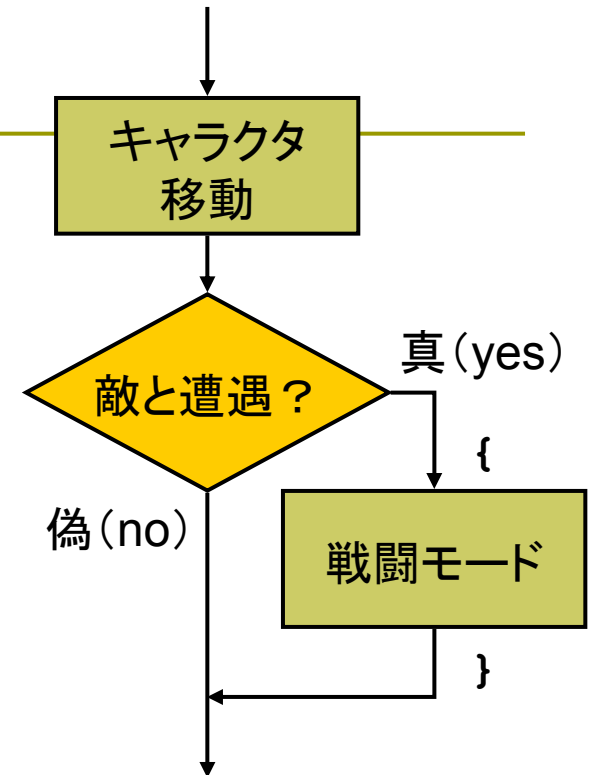 キャラクタ
移動
敵と遭遇？
真（yes）
{
偽（no）
戦闘モード
}